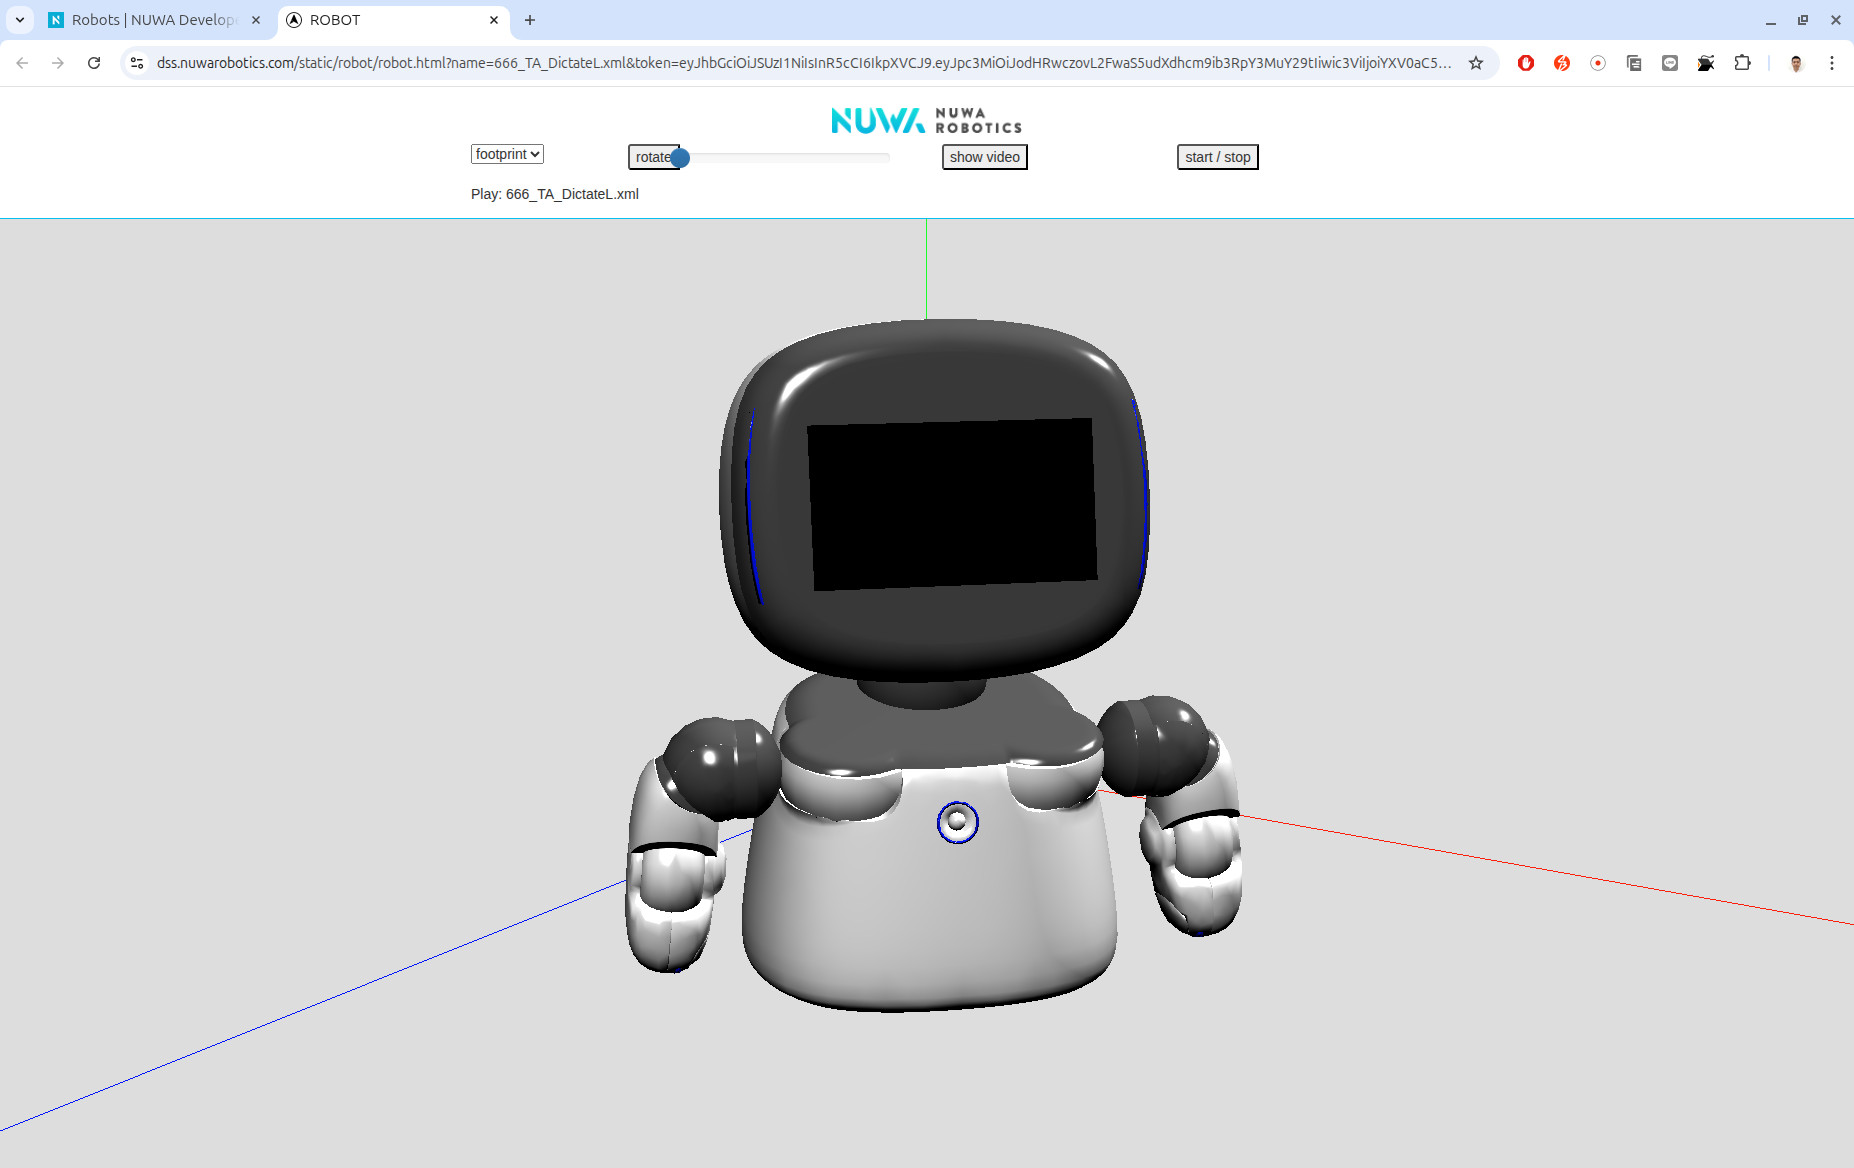 Robots | NUWA Develop
ROBOT
dss.nuwarobotics.com/static/robot/robot.html?name=666_TA_DictateL.xml&token=eyJhbGciOiJSUzI1NiIsInR5cCI6IkpXVCJ9.eyJpc3MiOiJodHRwczovL2FwaS5udXdhcm9ib3RpY3MuY29tIiwic3ViIjoiYXV0aC5...
NUWA NUWA
ROBOTICS
footprint rotate show video start / stop
Play: 666_TA_DictateL.xml